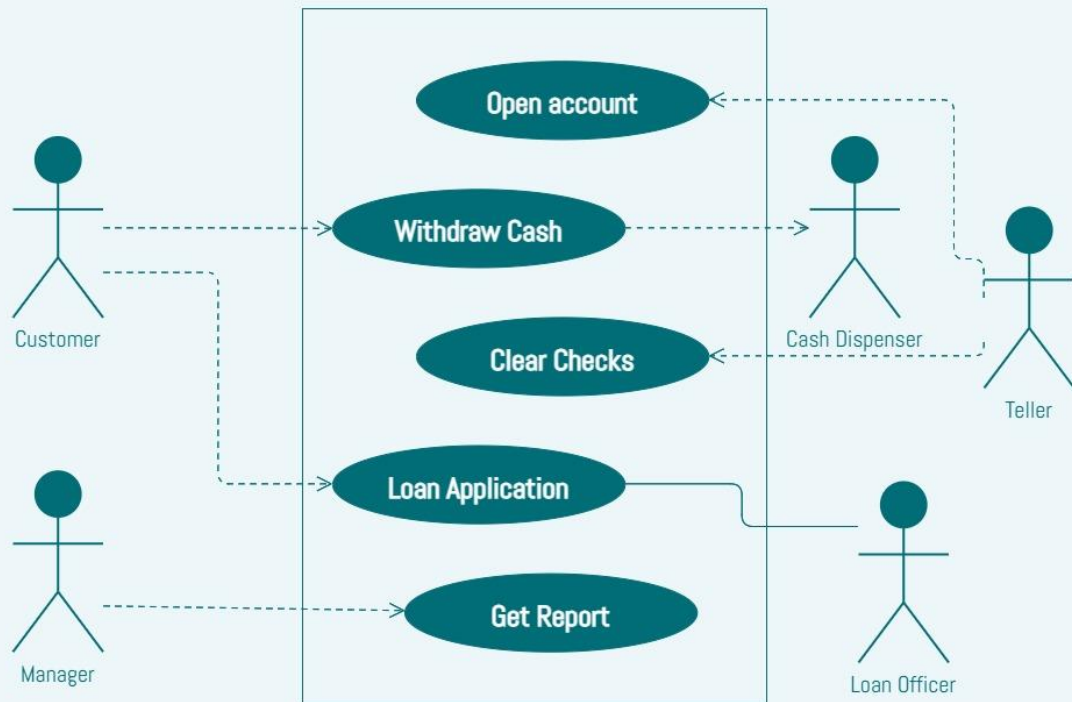 Open account
Withdraw Cash
Customer
Cash Dispenser
Clear Checks
Teller
Loan Application
Get Report
Manager
Loan Officer